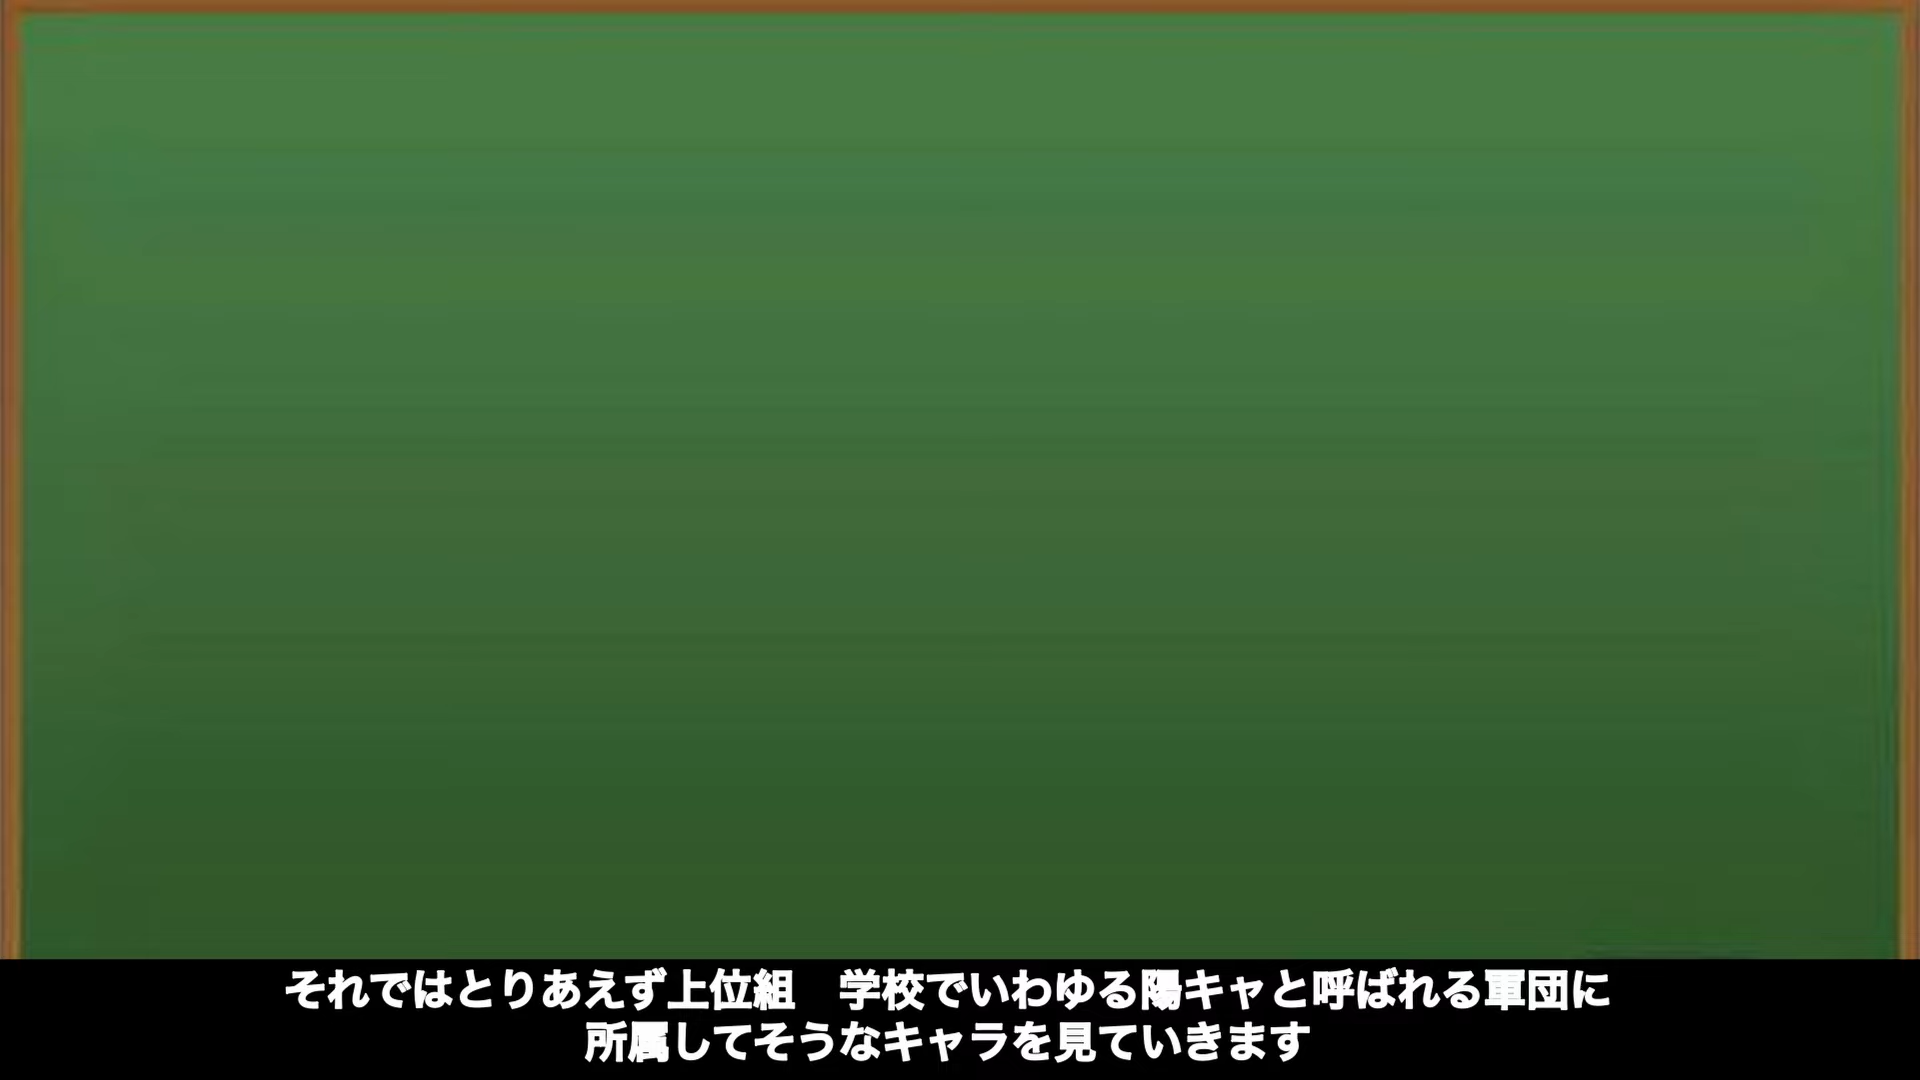 それではとりあえず上位組　学校でいわゆる陽キャと呼ばれる軍団に
所属してそうなキャラを見ていきます